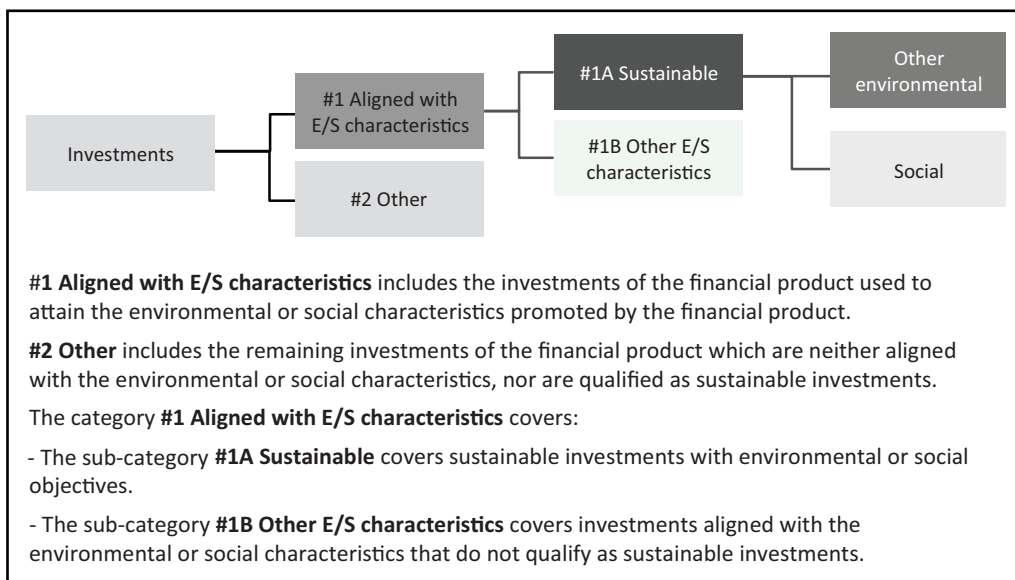 Investments
#1 Aligned with
E/S characteristics
#2 Other
#1A Sustainable
#1B Other E/S
characteristics
Other
environmental
Social
#1 Aligned with E/S characteristics includes the investments of the financial product used to
attain the environmental or social characteristics promoted by the financial product.
#2 Other includes the remaining investments of the financial product which are neither aligned
with the environmental or social characteristics, nor are qualified as sustainable investments.
The category #1 Aligned with E/S characteristics covers:
- The sub-category #1A Sustainable covers sustainable investments with environmental or social
objectives.
- The sub-category #1B Other E/S characteristics covers investments aligned with the
environmental or social characteristics that do not qualify as sustainable investments.